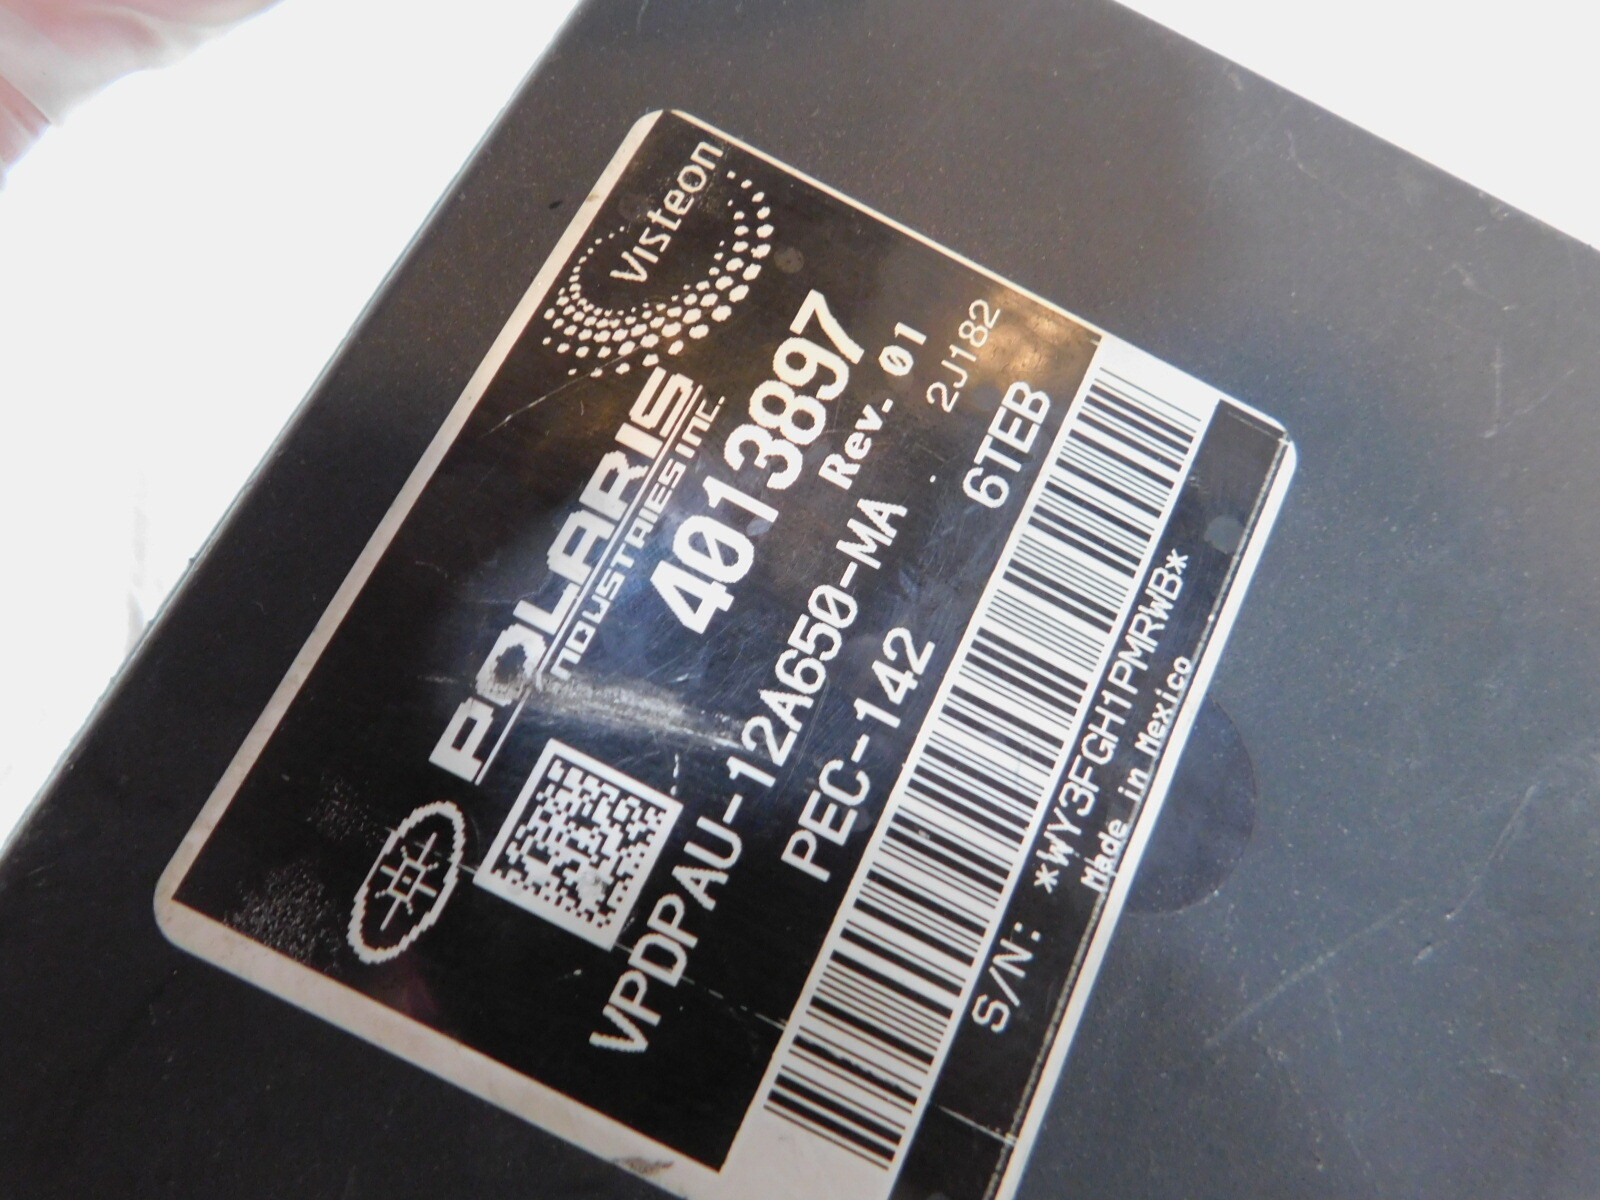 Visteon
POLARIS
INDUSTRIES INC.
4013897
Rev. 01
VPDPAU-12A650-MA
2J182
PEC-142
6TEB
S/N: *WY3FGH1PMRWB*
Made in Mexico